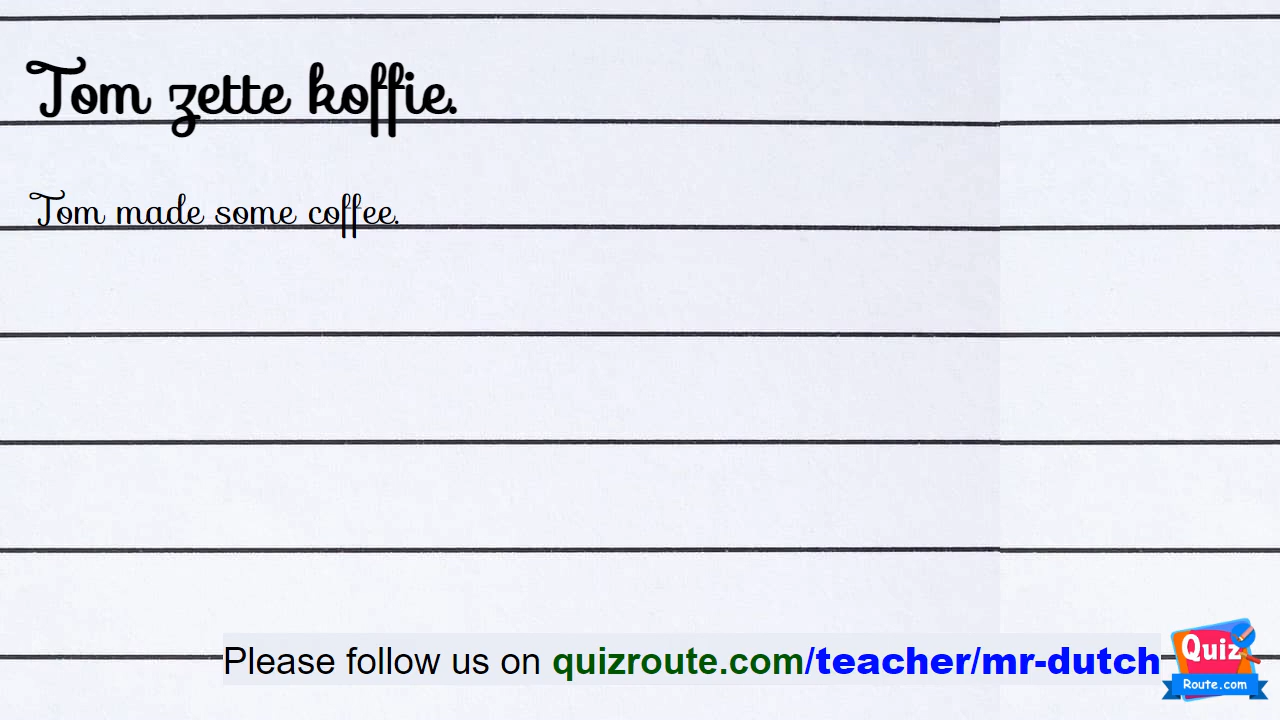 Tom zette koffie.
Tom made some coffee.
Please follow us on quizroute.com/teacher/mr-dutch
Quiz
Route.com